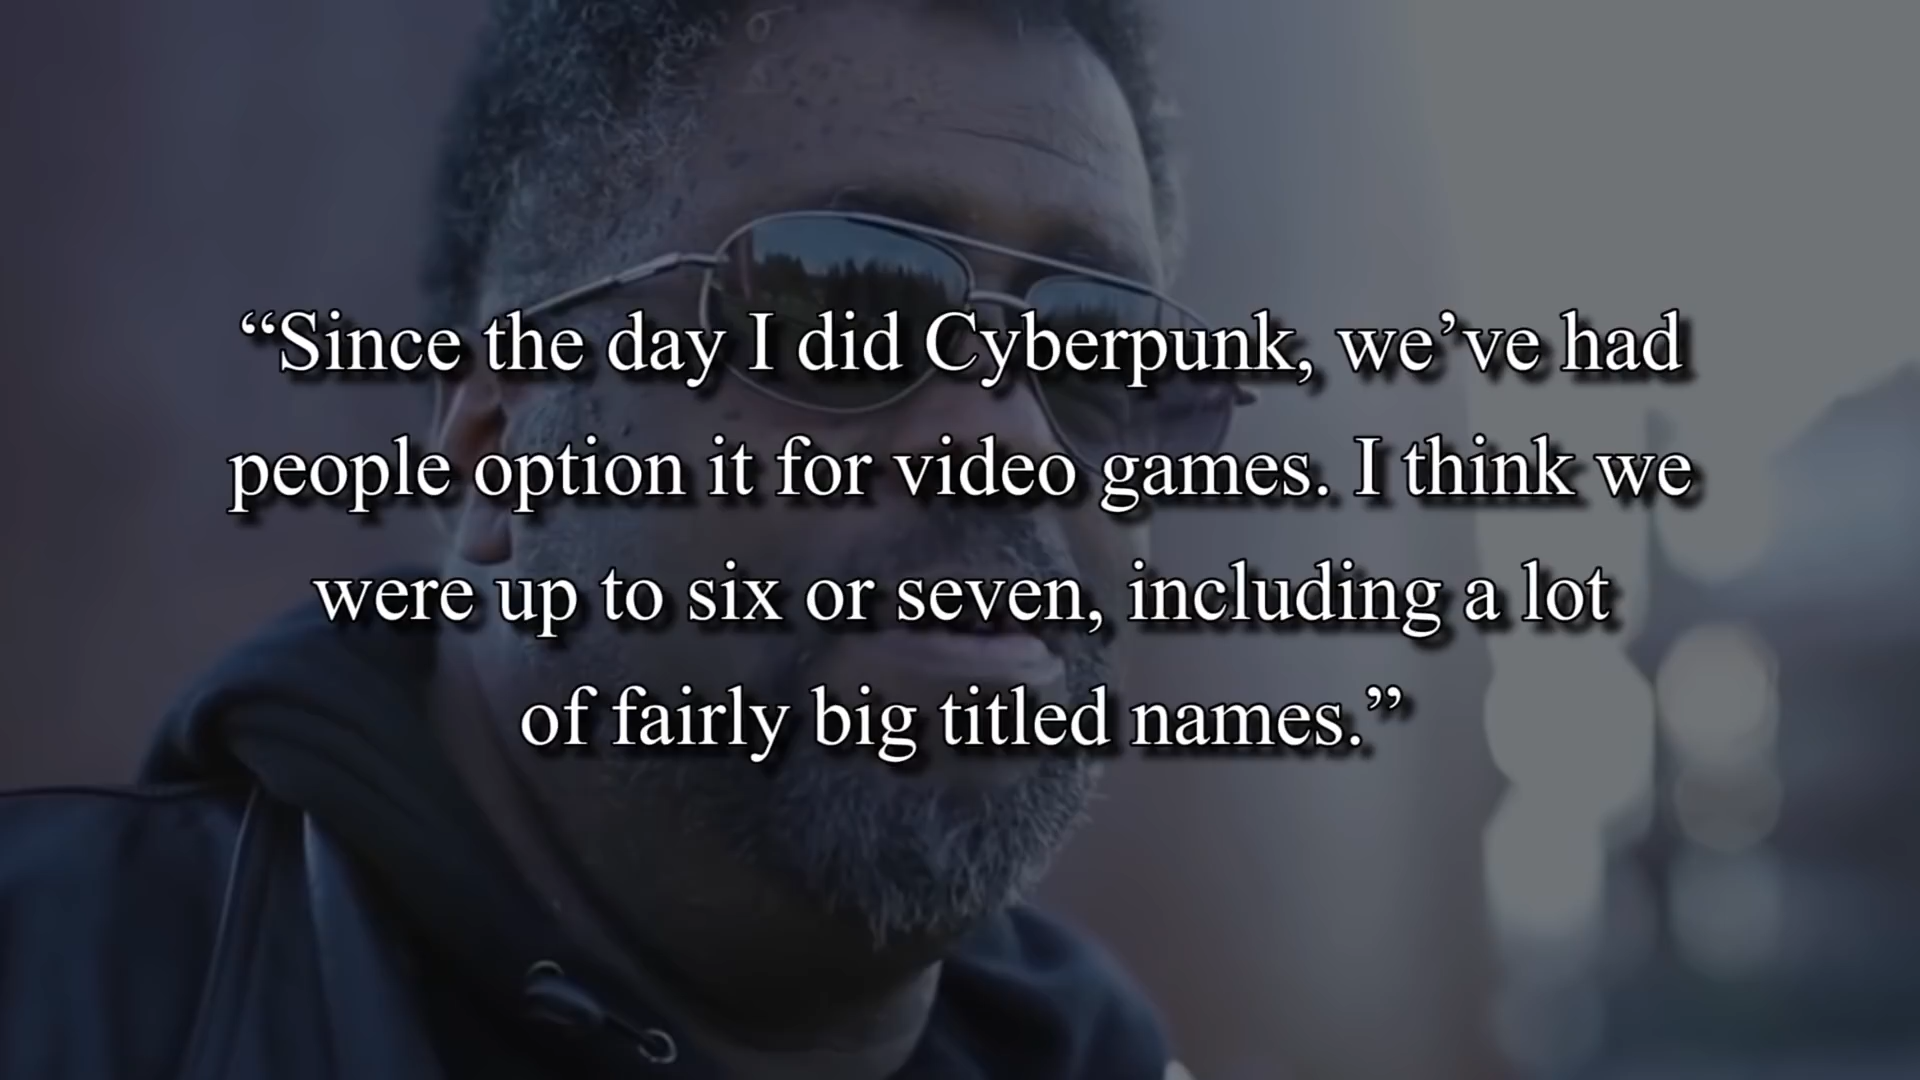 “Since the day I did Cyberpunk, we’ve had
people option it for video games. I think we
were up to six or seven, including a lot
of fairly big titled names.”